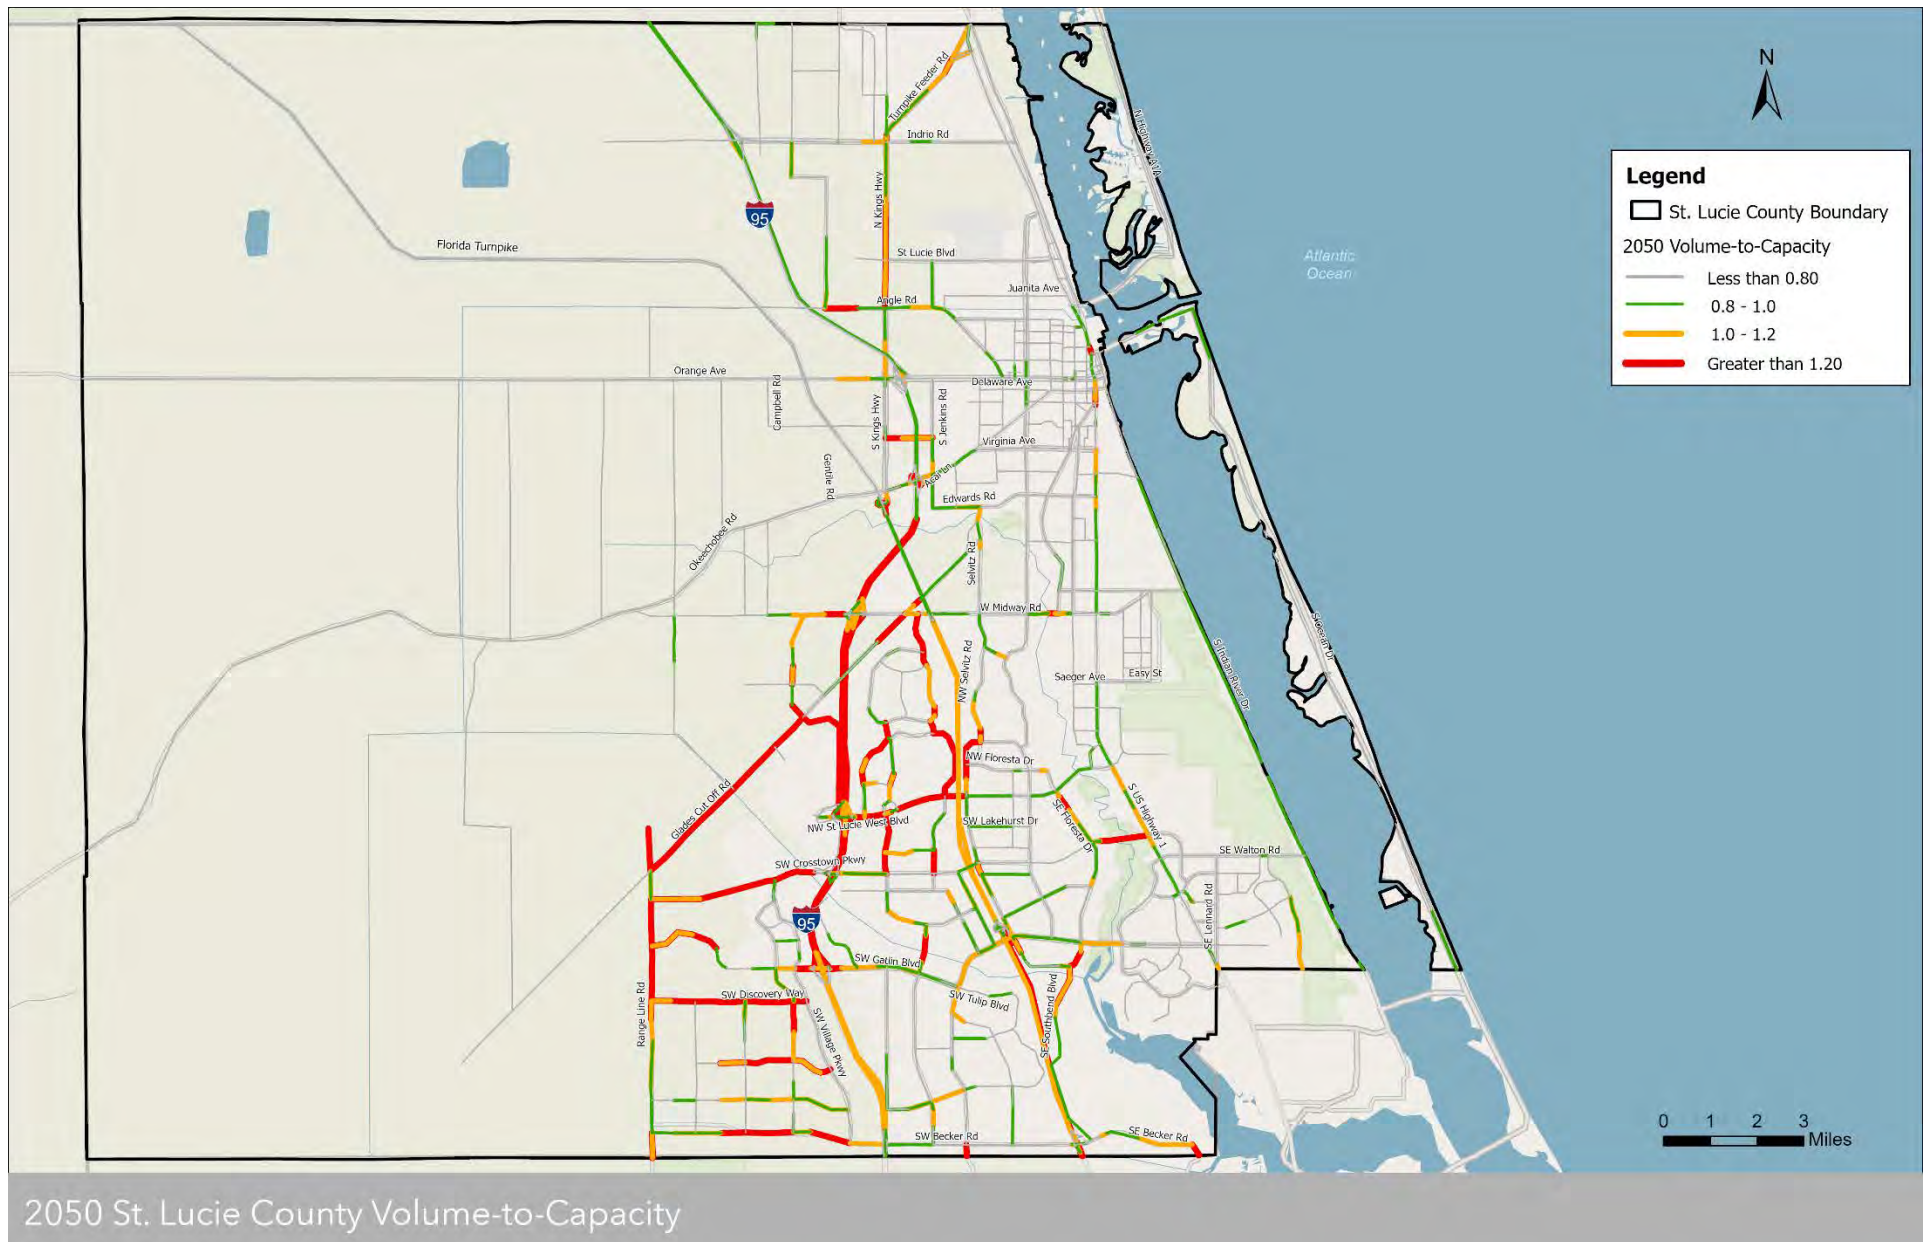 N
Turnpike Feeder Rd
Indrio Rd
N Highway A1A
Legend
St. Lucie County Boundary
2050 Volume-to-Capacity
Less than 0.80
0.8 - 1.0
1.0 - 1.2
Greater than 1.20
95
N Kings Hwy
Florida Turnpike
St Lucie Blvd
Atlantic
Ocean
Juanita Ave
Angle Rd
Orange Ave
Delaware Ave
Campbell Rd
S Kings Hwy
S Jenkins Rd
Virginia Ave
Gentile Rd
Edwards Rd
Okeechobee Rd
Selvitz Rd
W Midway Rd
S Ocean Dr
S Indian River Dr
NW Selvitz Rd
Saeger Ave
Easy St
NW Floresta Dr
Glades Cut Off Rd
S US Highway 1
NW St Lucie West Blvd
SW Lakehurst Dr
SE Floresta Dr
SW Crosstown Pkwy
SE Walton Rd
SE Lennard Rd
95
SW Gatlin Blvd
Range Line Rd
SW Discovery Way
SW Tulip Blvd
SE Southbend Blvd
SW Village Pkwy
SW Becker Rd
SE Becker Rd
0 1 2 3
Miles
2050 St. Lucie County Volume-to-Capacity